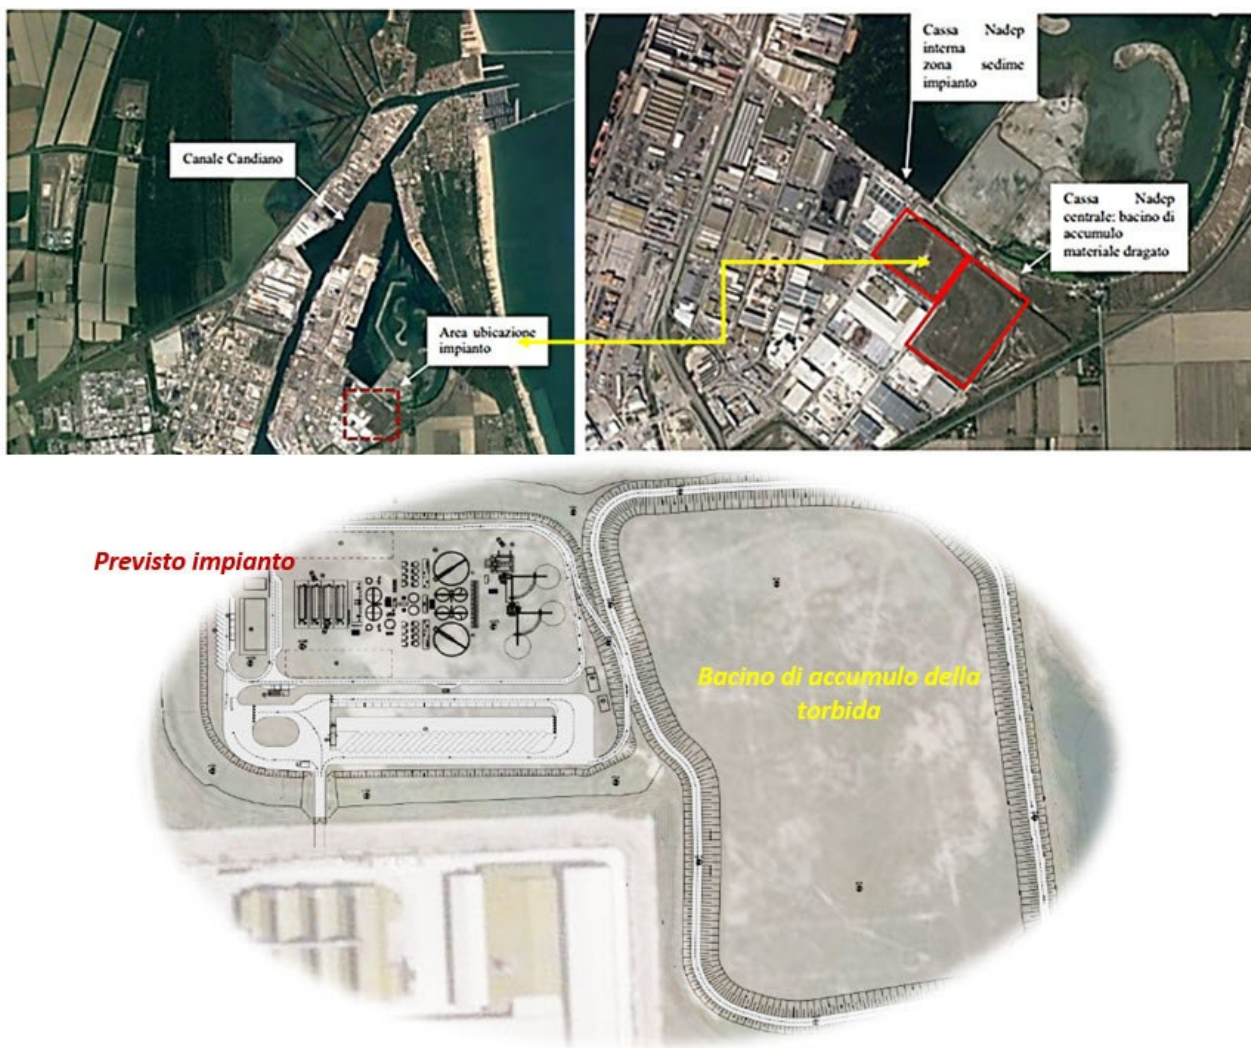 Canale Candiano
Area ubicazione
impianto
Cassa Nadep
interna
zona sedime
impianto
Cassa Nadep
centrale: bacino di
accumulo
materiale dragato
Previsto impianto
Bacino di accumulo della
torbida